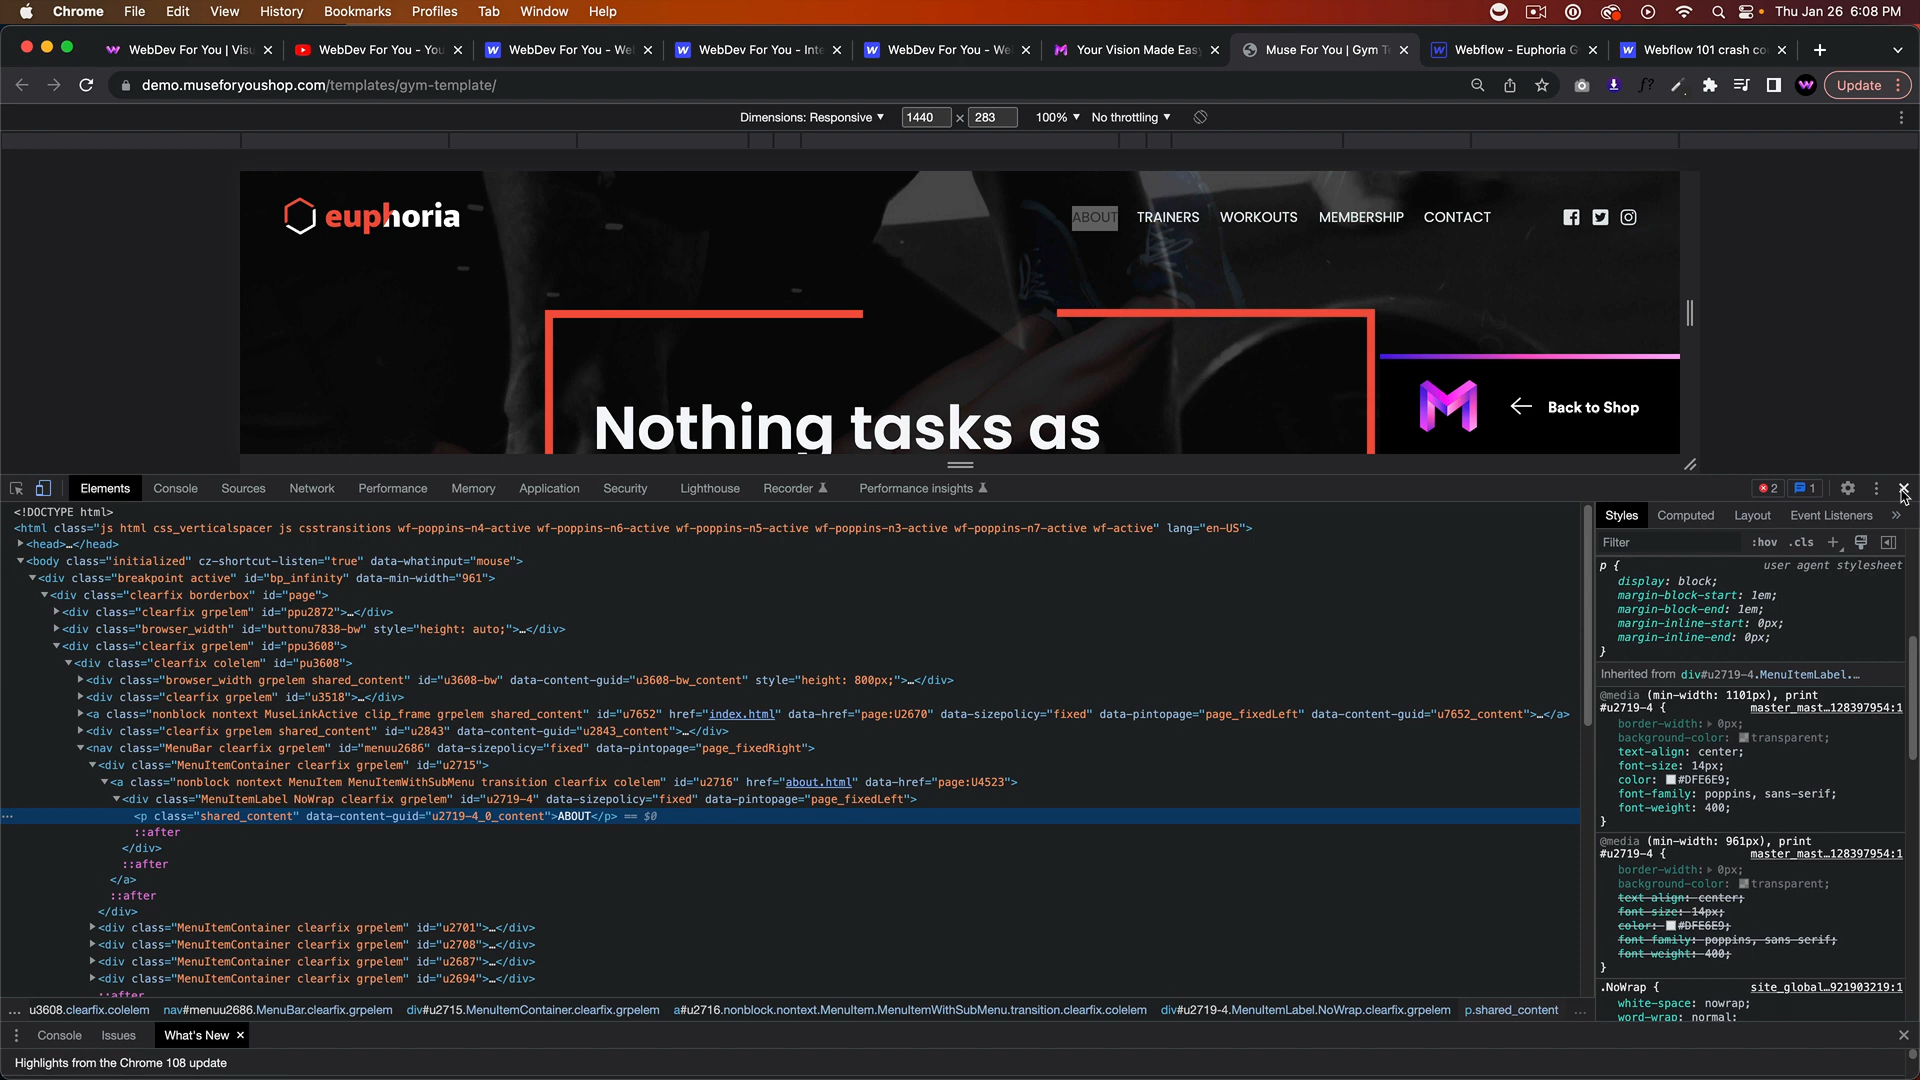 Chrome File Edit View History Bookmarks Profiles Tab Window Help Thu Jan 26 6:08 PM
WebDev For You | Visu WebDev For You - You WebDev For You - We WebDev For You - Inte WebDev For You - We Your Vision Made Easy Muse For You | Gym Te Webflow - Euphoria G Webflow 101 crash co
demo.museforyoushop.com/templates/gym-template/ Update
Dimensions: Responsive 1440 × 283 100% No throttling
euphoria ABOUT TRAINERS WORKOUTS MEMBERSHIP CONTACT
Nothing tasks as
Back to Shop
Elements Console Sources Network Performance Memory Application Security Lighthouse Recorder Performance insights 2 1
<!DOCTYPE html>
<html class="js html css_verticalspacer js csstransitions wf-poppins-n4-active wf-poppins-n6-active wf-poppins-n5-active wf-poppins-n3-active wf-poppins-n7-active wf-active" lang="en-US">
<head>…</head>
<body class="initialized" cz-shortcut-listen="true" data-whatinput="mouse">
<div class="breakpoint active" id="bp_infinity" data-min-width="961">
<div class="clearfix borderbox" id="page">
<div class="clearfix grpelem" id="ppu2872">…</div>
<div class="browser_width" id="buttonu7838-bw" style="height: auto;">…</div>
<div class="clearfix grpelem" id="ppu3608">
<div class="clearfix colelem" id="pu3608">
<div class="browser_width grpelem shared_content" id="u3608-bw" data-content-guid="u3608-bw_content" style="height: 800px;">…</div>
<div class="clearfix grpelem" id="u3518">…</div>
<a class="nonblock nontext MuseLinkActive clip_frame grpelem shared_content" id="u7652" href="index.html" data-href="page:U2670" data-sizepolicy="fixed" data-pintopage="page_fixedLeft" data-content-guid="u7652_content">…</a>
<div class="clearfix grpelem shared_content" id="u2843" data-content-guid="u2843_content">…</div>
<nav class="MenuBar clearfix grpelem" id="menuu2686" data-sizepolicy="fixed" data-pintopage="page_fixedRight">
<div class="MenuItemContainer clearfix grpelem" id="u2715">
<a class="nonblock nontext MenuItem MenuItemWithSubMenu transition clearfix colelem" id="u2716" href="about.html" data-href="page:U4523">
<div class="MenuItemLabel NoWrap clearfix grpelem" id="u2719-4" data-sizepolicy="fixed" data-pintopage="page_fixedLeft">
<p class="shared_content" data-content-guid="u2719-4_0_content">ABOUT</p> == $0
::after
</div>
::after
</a>
::after
</div>
<div class="MenuItemContainer clearfix grpelem" id="u2701">…</div>
<div class="MenuItemContainer clearfix grpelem" id="u2708">…</div>
<div class="MenuItemContainer clearfix grpelem" id="u2687">…</div>
<div class="MenuItemContainer clearfix grpelem" id="u2694">…</div>
::after
Styles Computed Layout Event Listeners
Filter :hov .cls
p { user agent stylesheet
display: block;
margin-block-start: 1em;
margin-block-end: 1em;
margin-inline-start: 0px;
margin-inline-end: 0px;
}
Inherited from div#u2719-4.MenuItemLabel.…
@media (min-width: 1101px), print
#u2719-4 { master_mast…128397954:1
border-width: 0px;
background-color: transparent;
text-align: center;
font-size: 14px;
color: #DFE6E9;
font-family: poppins, sans-serif;
font-weight: 400;
}
@media (min-width: 961px), print
#u2719-4 { master_mast…128397954:1
border-width: 0px;
background-color: transparent;
text-align: center;
font-size: 14px;
color: #DFE6E9;
font-family: poppins, sans-serif;
font-weight: 400;
}
.NoWrap { site_global…921903219:1
white-space: nowrap;
word-wrap: normal;
… u3608.clearfix.colelem nav#menuu2686.MenuBar.clearfix.grpelem div#u2715.MenuItemContainer.clearfix.grpelem a#u2716.nonblock.nontext.MenuItem.MenuItemWithSubMenu.transition.clearfix.colelem div#u2719-4.MenuItemLabel.NoWrap.clearfix.grpelem p.shared_content …
Console Issues What's New
Highlights from the Chrome 108 update